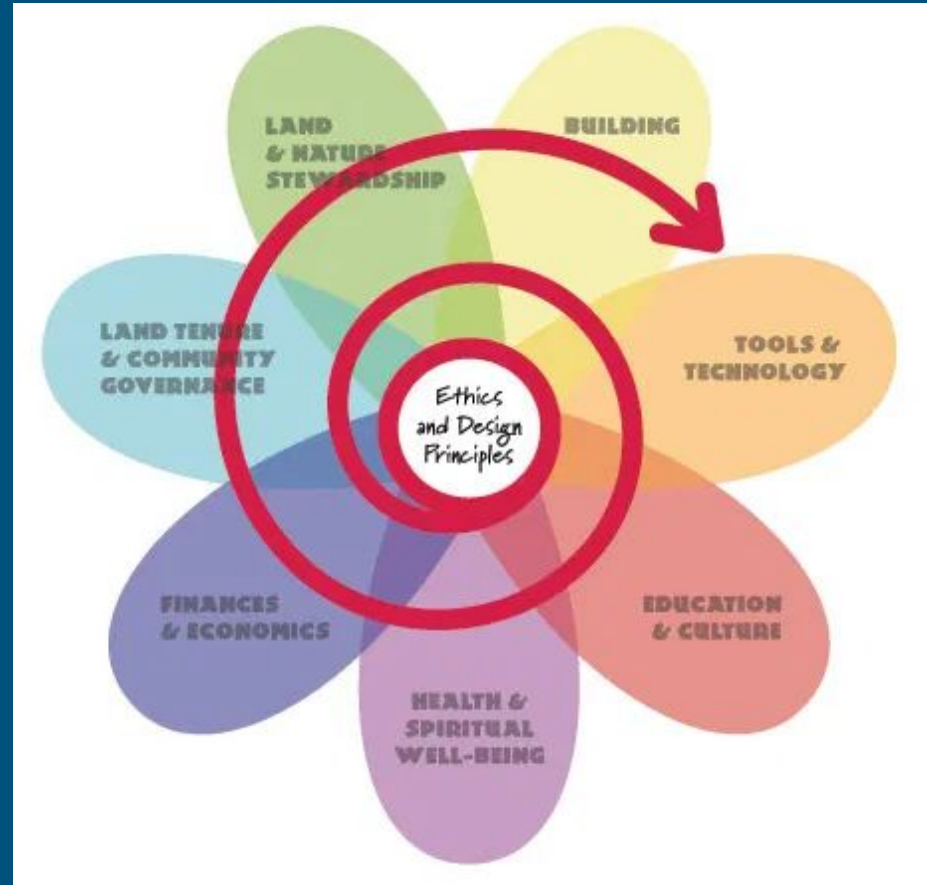 LAND
& NATURE
STEWARDSHIP
BUILDING
TOOLS &
TECHNOLOGY
EDUCATION
& CULTURE
HEALTH &
SPIRITUAL
WELL-BEING
FINANCES
& ECONOMICS
LAND TENURE
& COMMUNITY
GOVERNANCE
Ethics
and Design
Principles